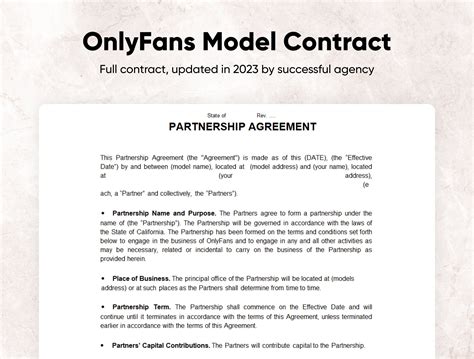 OnlyFans Model Contract
Full contract, updated in 2023 by successful agency
State of Rev. ....
PARTNERSHIP AGREEMENT
This Partnership Agreement (the "Agreement") is made as of this (DATE), (the "Effective
Date") by and between (model name), located at (model address) and (your name), located
at (your address), (e
ach, a "Partner" and collectively, the "Partners").
• Partnership Name and Purpose. The Partners agree to form a partnership under the
name of (the "Partnership"). The Partnership will be governed in accordance with the laws of
the State of California. The Partnership has been formed on the terms and conditions set forth
below to engage in the business of OnlyFans and to engage in any and all other activities as
may be necessary, related or incidental to carry on the business of the Partnership as
provided herein.
• Place of Business. The principal office of the Partnership will be located at (models
address) or at such other places as the Partners shall determine from time to time.
• Partnership Term. The Partnership shall commence on the Effective Date and will
continue until it terminates in accordance with terms of this Agreement, unless terminated
earlier in accordance with the terms of this Agreement.
• Partners' Capital Contributions. The Partners will contribute capital to the Partnership